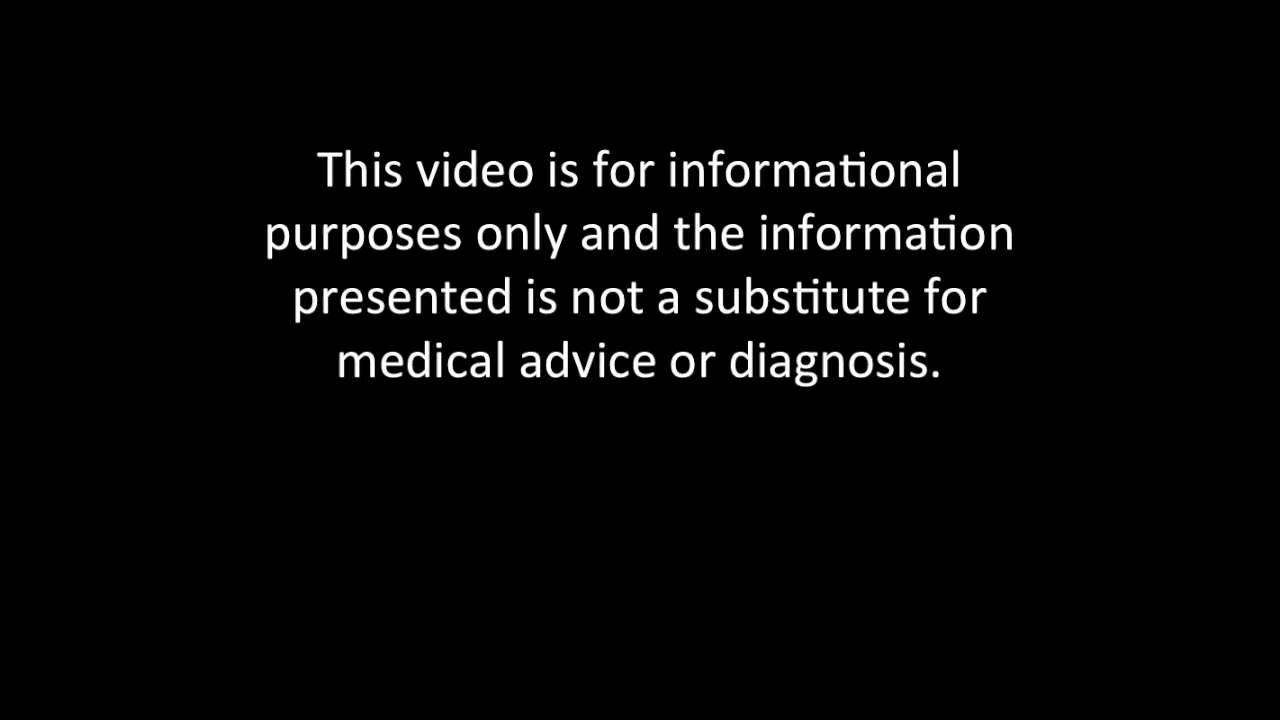 This video is for informational
purposes only and the information
presented is not a substitute for
medical advice or diagnosis.